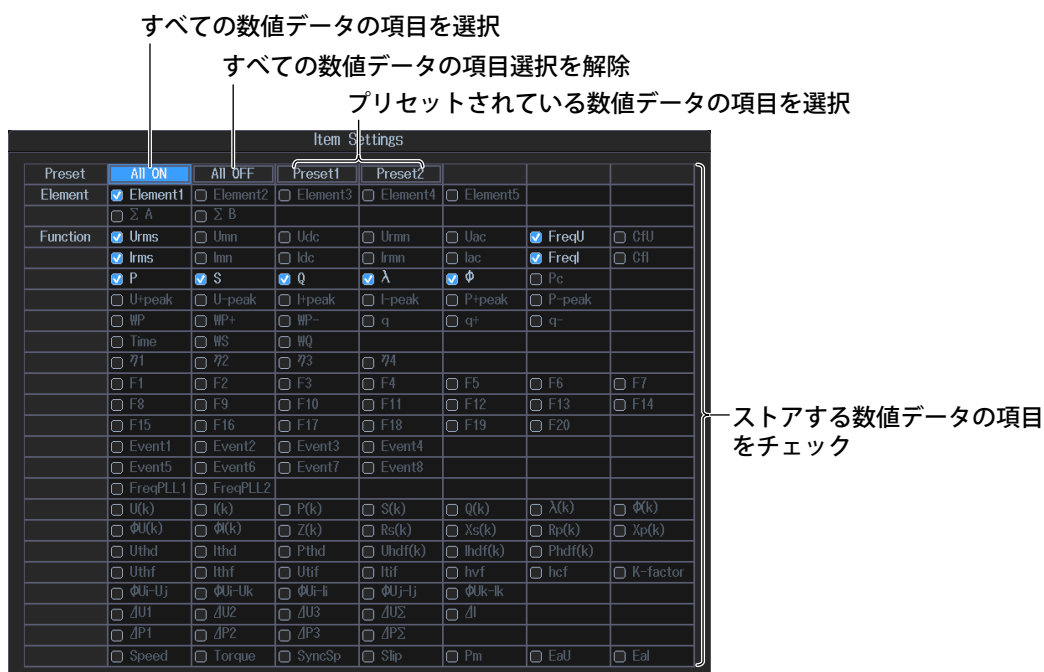 すべての数値データの項目を選択
すべての数値データの項目選択を解除
プリセットされている数値データの項目を選択
Item Settings
Preset All ON All OFF Preset1 Preset2
Element Element1 Element2 Element3 Element4 Element5
Σ A Σ B
Function Urms Umn Udc Urmn Uac FreqU CfU
Irms Imn Idc Irmn Iac FreqI CfI
P S Q λ Φ Pc
U+peak U-peak I+peak I-peak P+peak P-peak
WP WP+ WP- q q+ q-
Time WS WQ
η1 η2 η3 η4
F1 F2 F3 F4 F5 F6 F7
F8 F9 F10 F11 F12 F13 F14
F15 F16 F17 F18 F19 F20
Event1 Event2 Event3 Event4
Event5 Event6 Event7 Event8
FreqPLL1 FreqPLL2
U(k) I(k) P(k) S(k) Q(k) λ(k) Φ(k)
ΦU(k) ΦI(k) Z(k) Rs(k) Xs(k) Rp(k) Xp(k)
Uthd Ithd Pthd Uhdf(k) Ihdf(k) Phdf(k)
Uthf Ithf Utif Itif hvf hcf K-factor
ΦUi-Uj ΦUi-Uk ΦUi-Ii ΦUj-Ij ΦUk-Ik
ΔU1 ΔU2 ΔU3 ΔUΣ ΔI
ΔP1 ΔP2 ΔP3 ΔPΣ
Speed Torque SyncSp Slip Pm EaU EaI
ストアする数値データの項目
をチェック